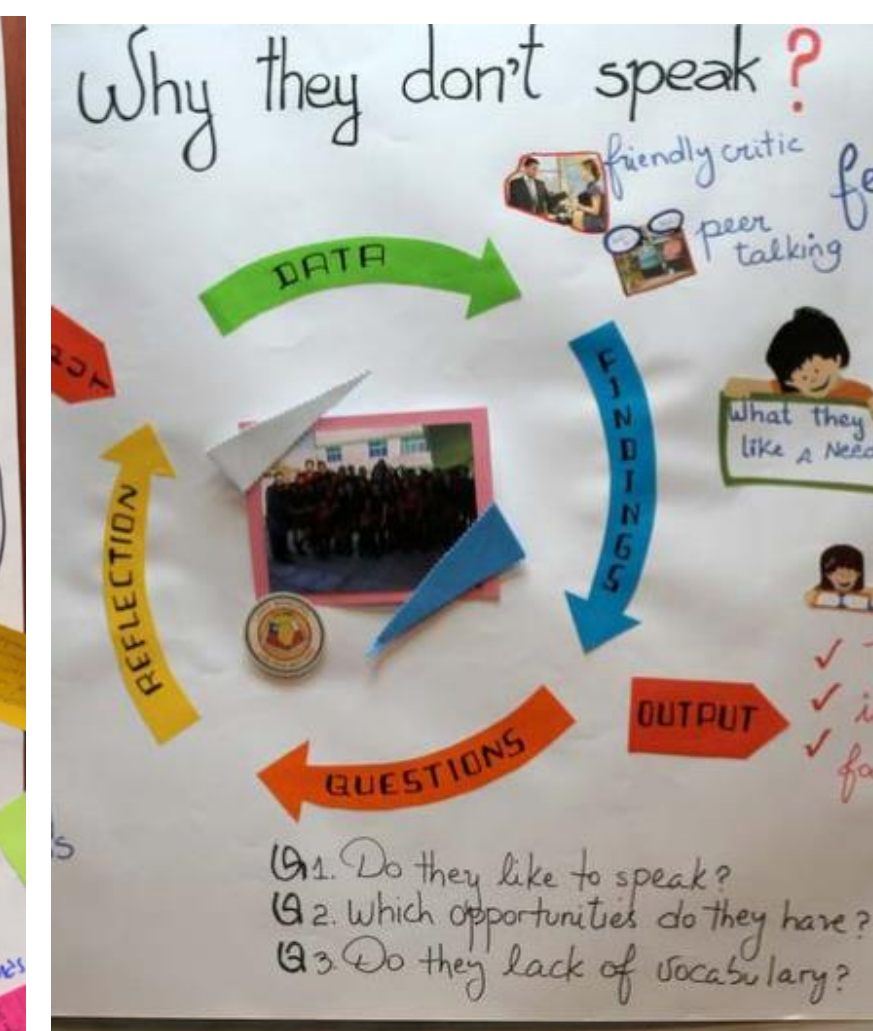 Why they don't speak?
friendly critic
peer
talking
DATA
FINDINGS
What they
like & Need
REFLECTION
OUTPUT
QUESTIONS
Q1. Do they like to speak?
Q2. Which opportunities do they have?
Q3. Do they lack of vocabulary?